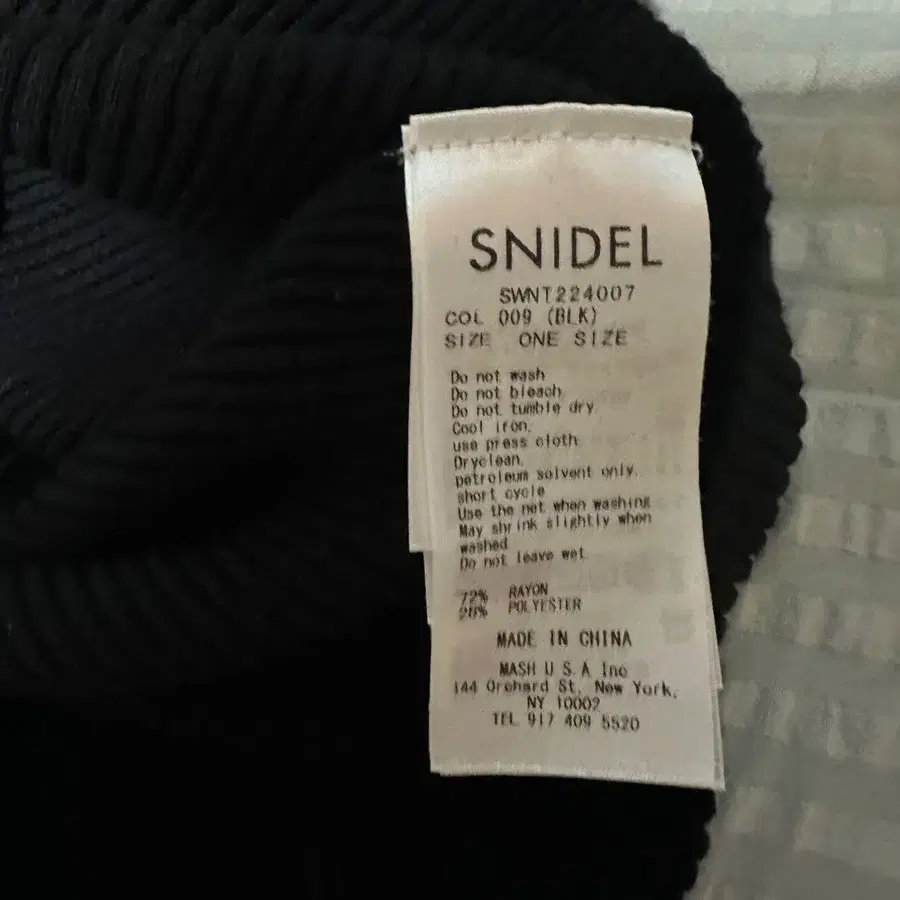 SNIDEL
SWNT224007
COL 009 (BLK)
SIZE ONE SIZE
Do not wash
Do not bleach
Do not tumble dry
Cool iron.
use press cloth
Dryclean.
petroleum solvent only.
short cycle
Use the net when washing
May shrink slightly when
washed
Do not leave wet
72% RAYON
28% POLYESTER
MADE IN CHINA
MASH U.S.A Inc
144 Orchard St, New York,
NY 10002
TEL 917 409 5520